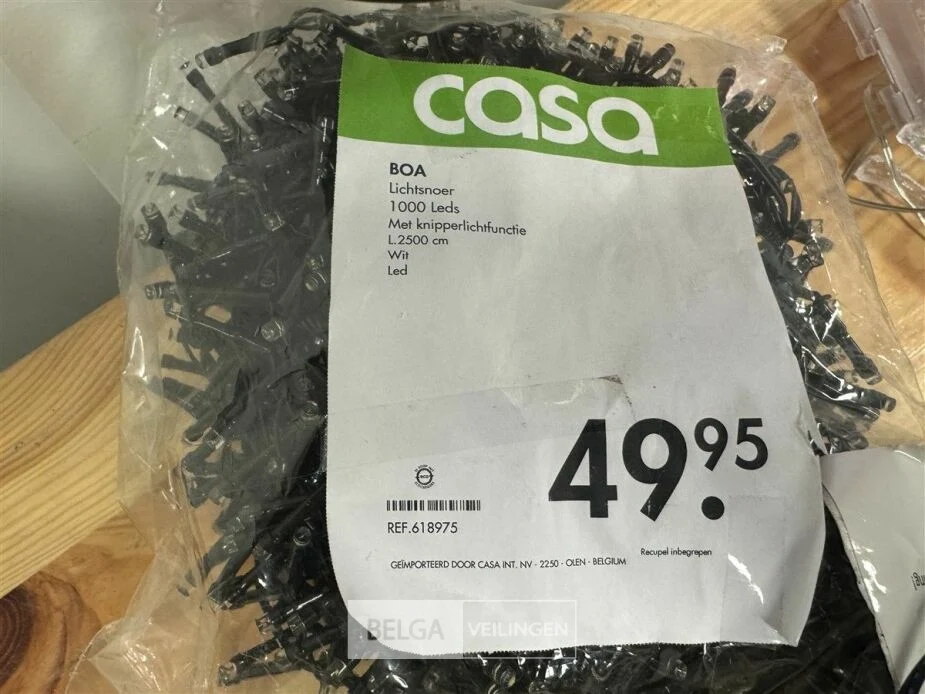 casa
BOA
Lichtsnoer
1000 Leds
Met knipperlichtfunctie
L.2500 cm
Wit
Led
49.95
REF.618975
Recupel inbegrepen
GEÏMPORTEERD DOOR CASA INT. NV - 2250 - OLEN - BELGIUM
BELGA VEILINGEN